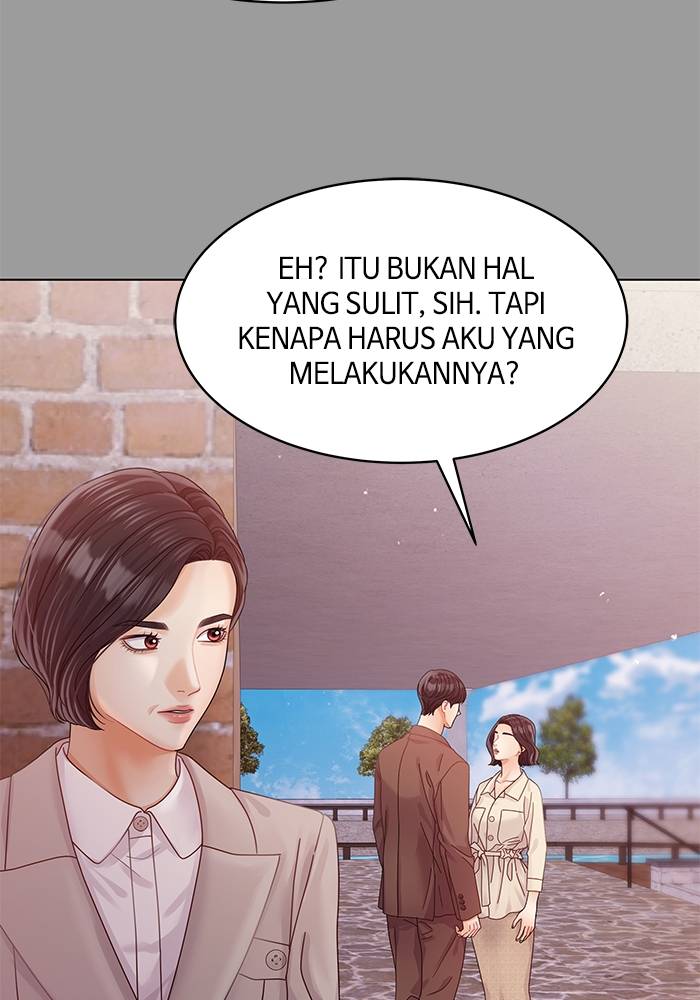 EH? ITU BUKAN HAL
YANG SULIT, SIH. TAPI
KENAPA HARUS AKU YANG
MELAKUKANNYA?